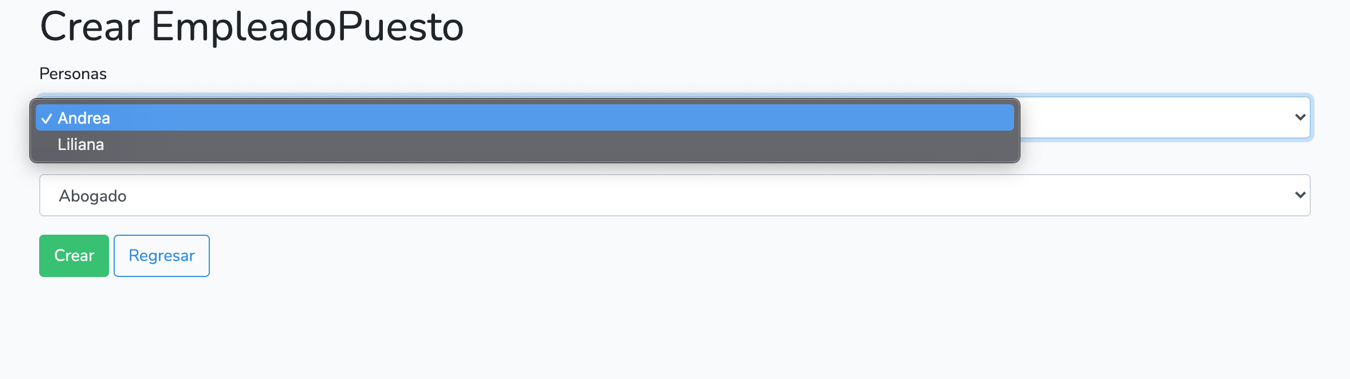 Crear EmpleadoPuesto
Personas
✓ Andrea
Liliana
Abogado
Crear Regresar